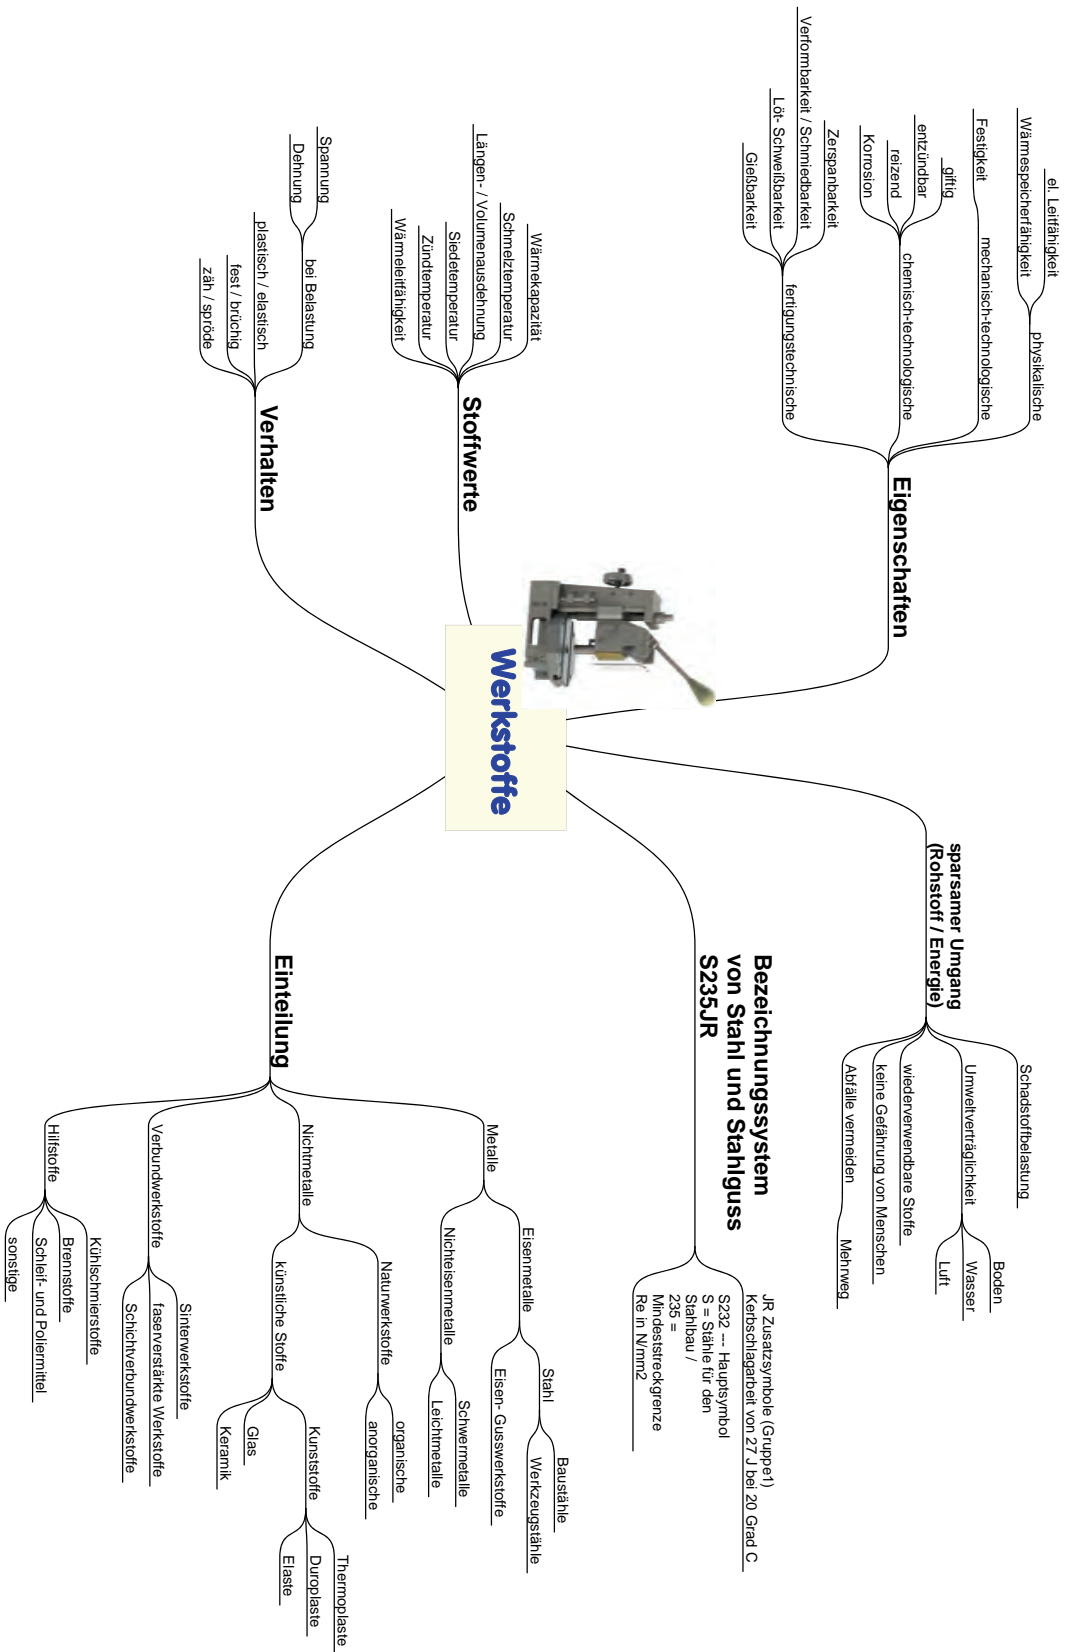 Werkstoffe
Eigenschaften
physikalische
el. Leitfähigkeit
Wärmespeicherfähigkeit
mechanisch-technologische
Festigkeit
chemisch-technologische
giftig
entzündbar
reizend
Korrosion
fertigungstechnische
Zerspanbarkeit
Verformbarkeit / Schmiedbarkeit
Löt- Schweißbarkeit
Gießbarkeit
Stoffwerte
Wärmekapazität
Schmelztemperatur
Längen- / Volumenausdehnung
Siedetemperatur
Zündtemperatur
Wärmeleitfähigkeit
Verhalten
bei Belastung
Spannung
Dehnung
plastisch / elastisch
fest / brüchig
zäh / spröde
sparsamer Umgang
(Rohstoff / Energie)
Schadstoffbelastung
Umweltverträglichkeit
Boden
Wasser
Luft
wiederverwendbare Stoffe
keine Gefährung von Menschen
Abfälle vermeiden
Mehrweg
Bezeichnungssystem
von Stahl und Stahlguss
S235JR
JR Zusatzsymbole (Gruppe1)
Kerbschlagarbeit von 27 J bei 20 Grad C
S232 --- Hauptsymbol
S = Stähle für den
Stahlbau /
235 =
Mindeststreckgrenze
Re in N/mm2
Einteilung
Metalle
Eisenmetalle
Stahl
Baustähle
Werkzeugstähle
Eisen- Gusswerkstoffe
Nichteisenmetalle
Schwermetalle
Leichtmetalle
Nichtmetalle
Naturwerkstoffe
organische
anorganische
künstliche Stoffe
Kunststoffe
Thermoplaste
Duroplaste
Elaste
Glas
Keramik
Verbundwerkstoffe
Sinterwerkstoffe
faserverstärkte Werkstoffe
Schichtverbundwerkstoffe
Hilfstoffe
Kühlschmierstoffe
Brennstoffe
Schleif- und Poliermittel
sonstige